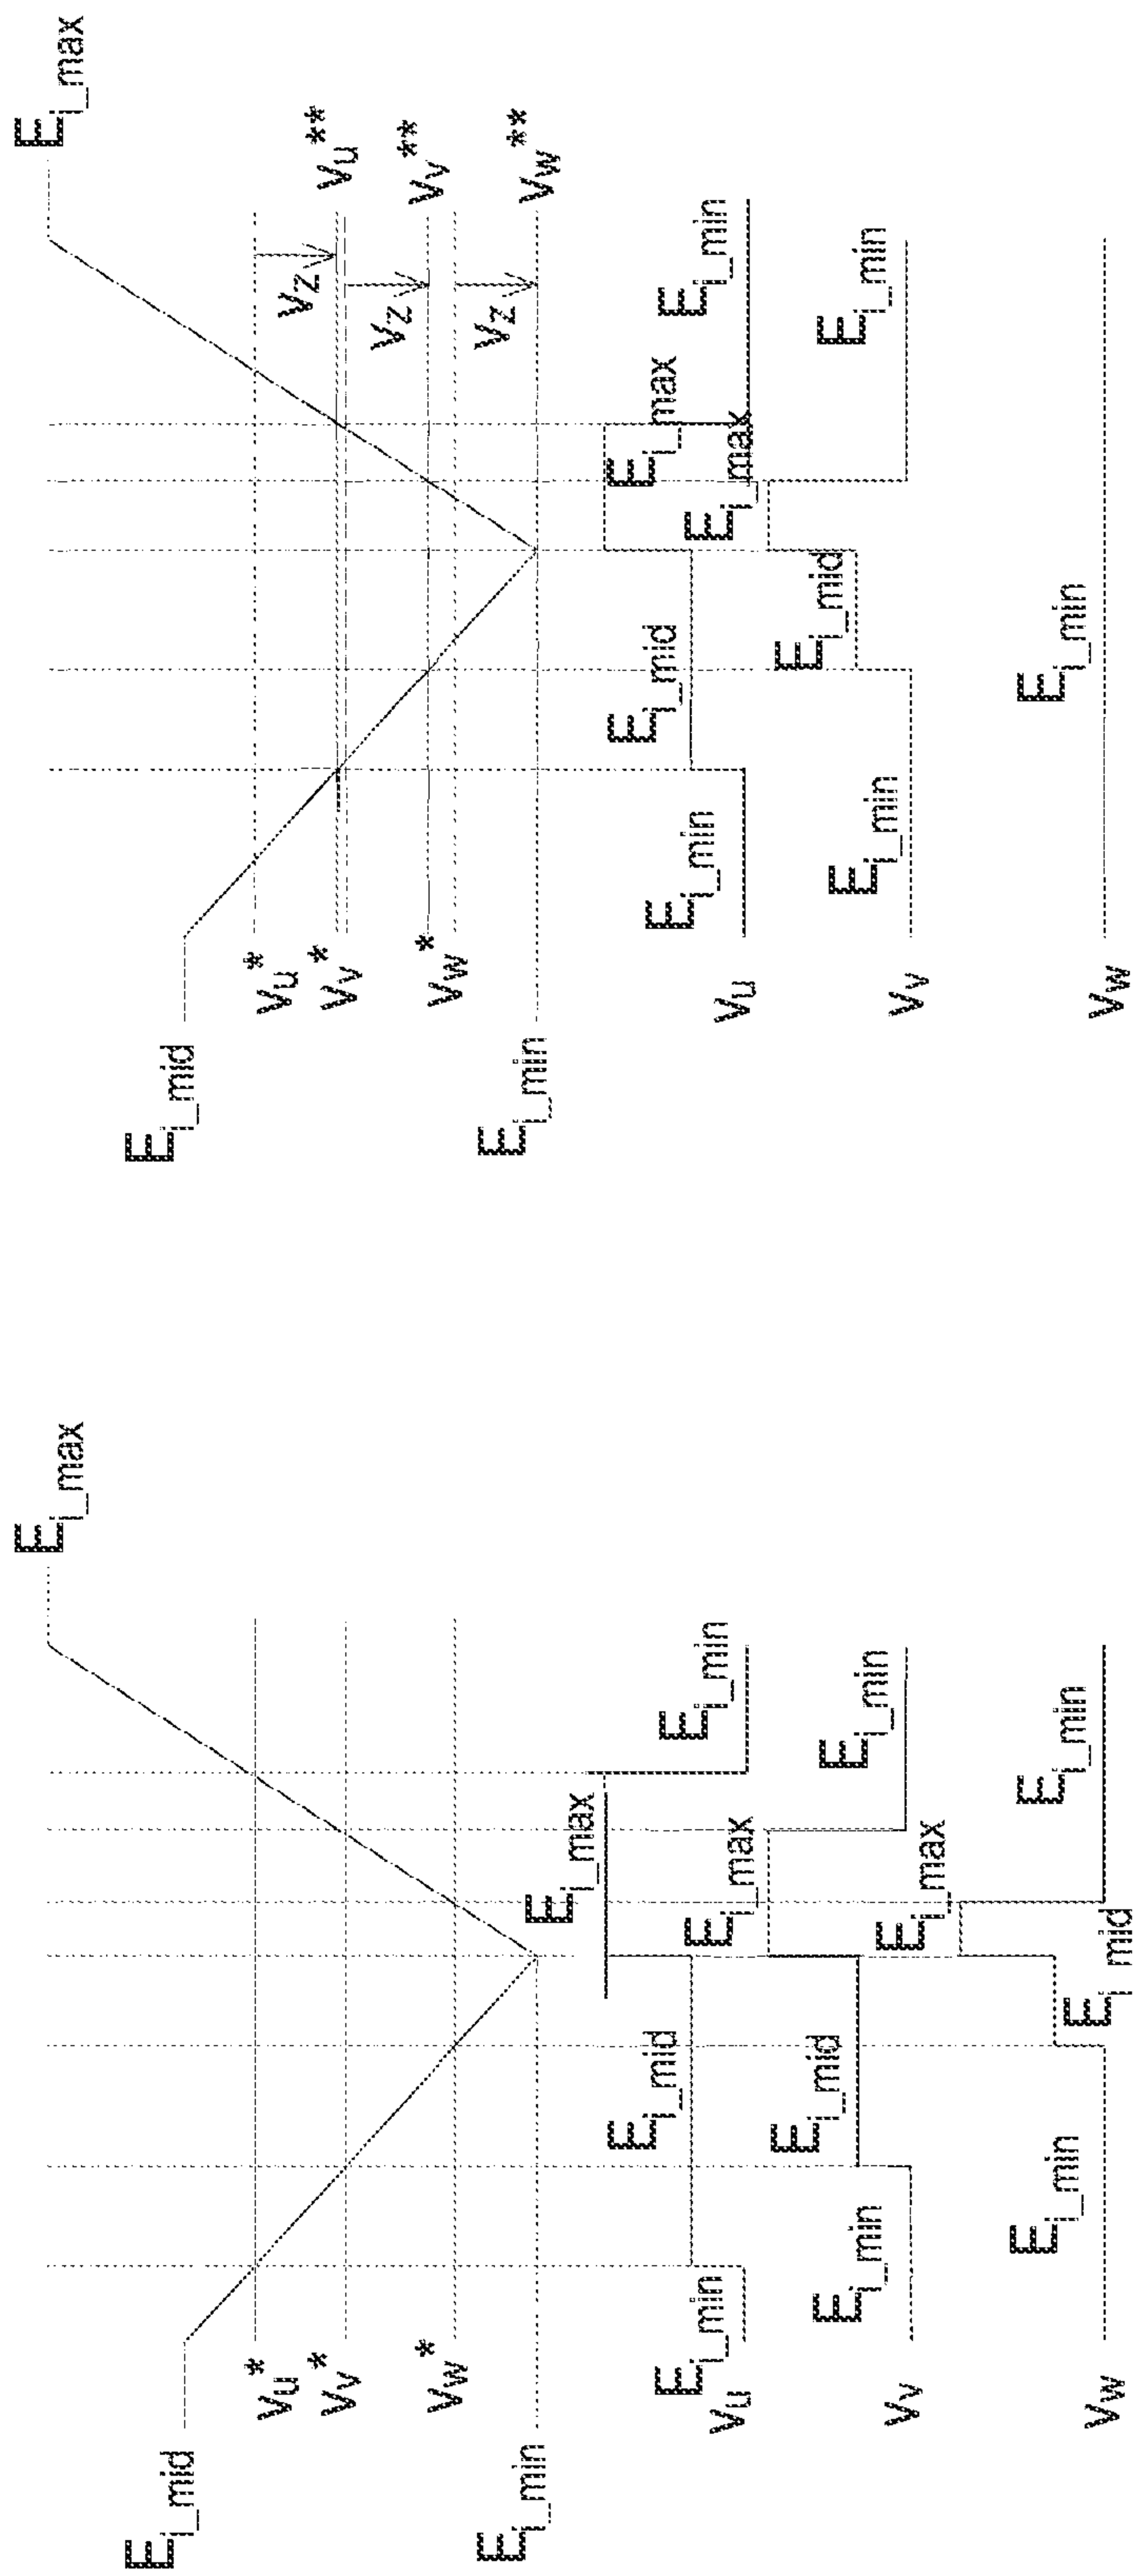 Ei_max
Ei_mid
vu*
vv*
vw*
Ei_min
Ei_max
Ei_mid
Ei_min
Ei_min
vu
Ei_max
Ei_mid
Ei_min
Ei_min
vv
Ei_max
Ei_min
Ei_min
Ei_mid
vw
Ei_max
Ei_mid
vu*
vz
vu**
vv*
vz
vv**
vw*
vz
vw**
Ei_min
Ei_mid
Ei_max
Ei_min
Ei_min
vu
Ei_max
Ei_mid
Ei_min
Ei_min
vv
Ei_min
vw